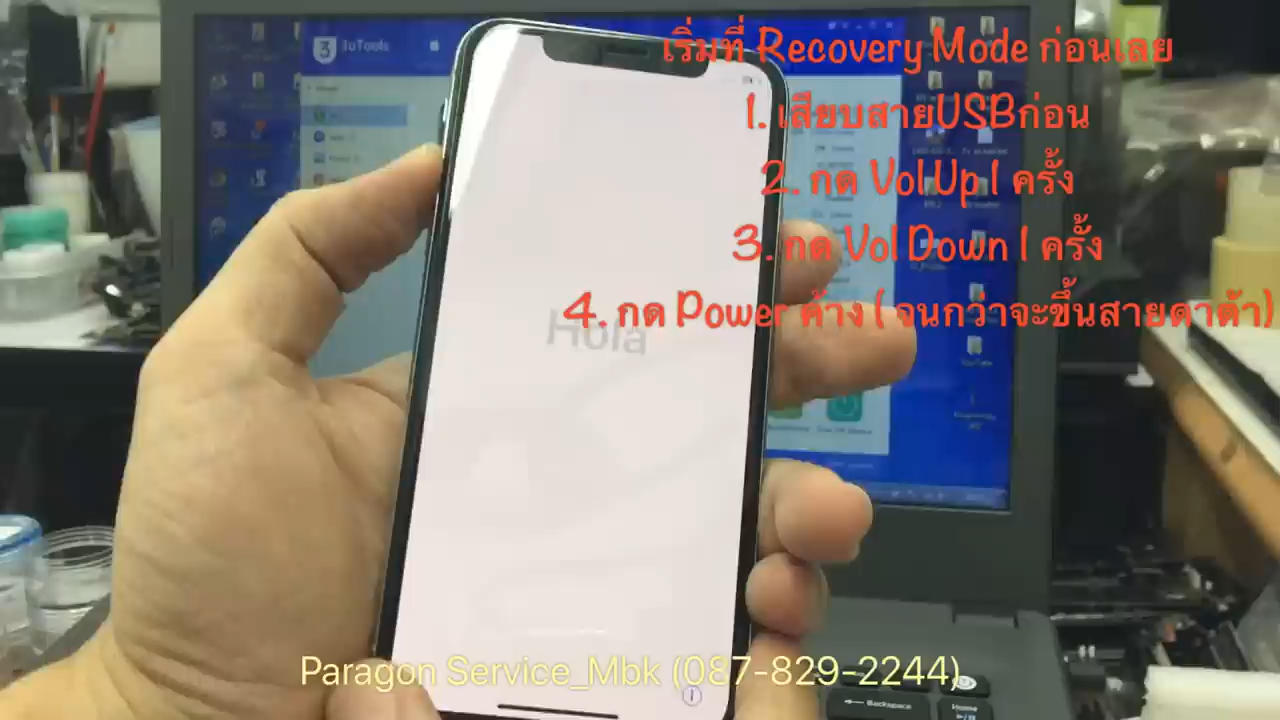 3uTools
เริ่มที่ Recovery Mode ก่อนเลย
1. เสียบสายUSBก่อน
2. กด Vol Up 1 ครั้ง
3. กด Vol Down 1 ครั้ง
4. กด Power ค้าง ( จนกว่าจะขึ้นสายดาต้า)
Hola
Paragon Service_Mbk (087-829-2244)
Backspace
Home